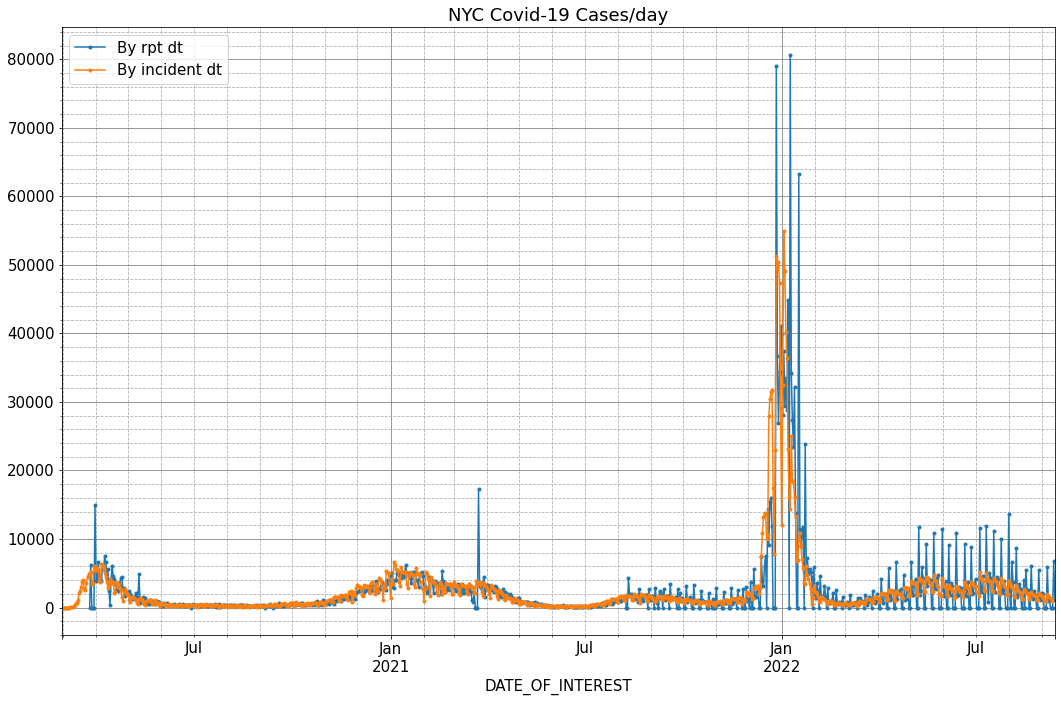 NYC Covid-19 Cases/day
By rpt dt
By incident dt
80000
70000
60000
50000
40000
30000
20000
10000
0
Jul
Jan
2021
Jul
Jan
2022
Jul
DATE_OF_INTEREST